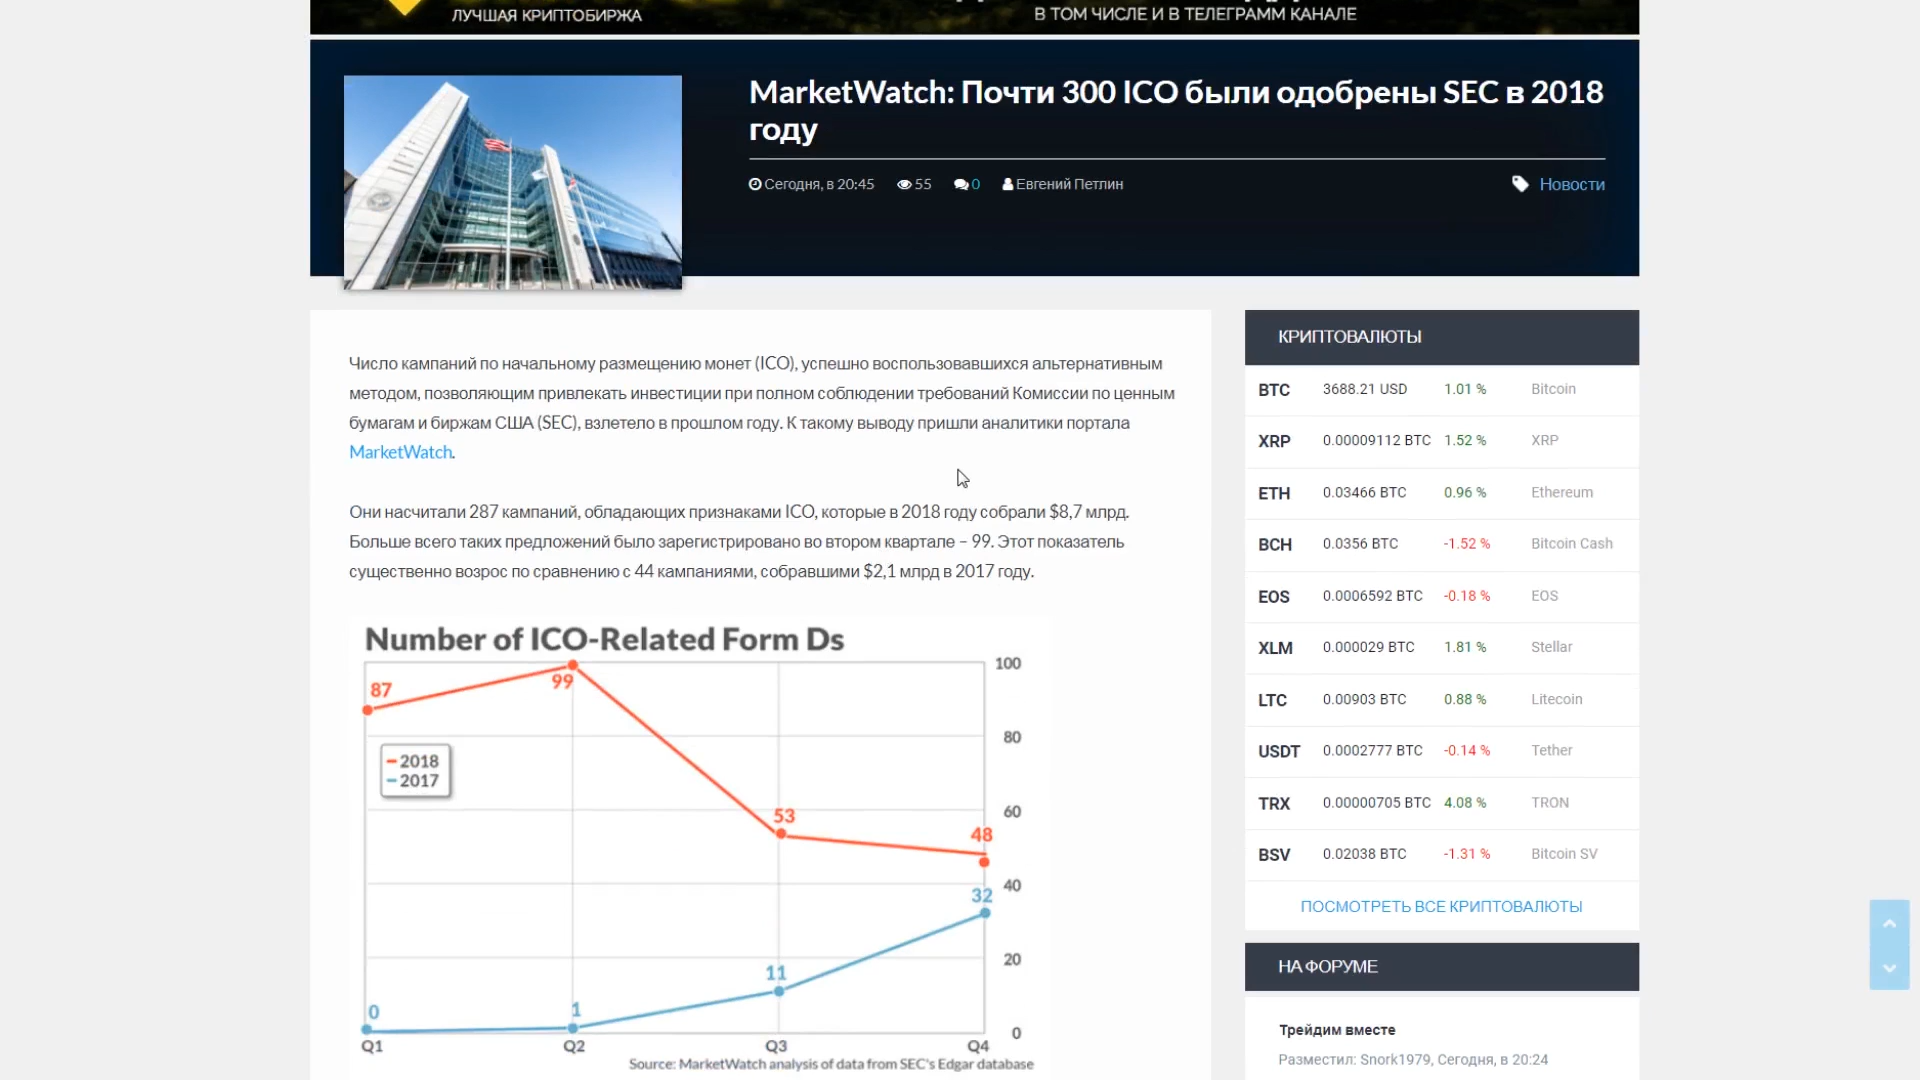 ЛУЧШАЯ КРИПТОБИРЖА
В ТОМ ЧИСЛЕ И В ТЕЛЕГРАММ КАНАЛЕ
MarketWatch: Почти 300 ICO были одобрены SEC в 2018
году
Сегодня, в 20:45 55 0 Евгений Петлин Новости
Число кампаний по начальному размещению монет (ICO), успешно воспользовавшихся альтернативным
методом, позволяющим привлекать инвестиции при полном соблюдении требований Комиссии по ценным
бумагам и биржам США (SEC), взлетело в прошлом году. К такому выводу пришли аналитики портала
MarketWatch.
Они насчитали 287 кампаний, обладающих признаками ICO, которые в 2018 году собрали $8,7 млрд.
Больше всего таких предложений было зарегистрировано во втором квартале – 99. Этот показатель
существенно возрос по сравнению с 44 кампаниями, собравшими $2,1 млрд в 2017 году.
Number of ICO-Related Form Ds
100
87
99
80
2018
2017
60
53
48
40
32
20
11
0
1
0
Q1 Q2 Q3 Q4
Source: MarketWatch analysis of data from SEC's Edgar database
КРИПТОВАЛЮТЫ
BTC 3688.21 USD 1.01 % Bitcoin
XRP 0.00009112 BTC 1.52 % XRP
ETH 0.03466 BTC 0.96 % Ethereum
BCH 0.0356 BTC -1.52 % Bitcoin Cash
EOS 0.0006592 BTC -0.18 % EOS
XLM 0.000029 BTC 1.81 % Stellar
LTC 0.00903 BTC 0.88 % Litecoin
USDT 0.0002777 BTC -0.14 % Tether
TRX 0.00000705 BTC 4.08 % TRON
BSV 0.02038 BTC -1.31 % Bitcoin SV
ПОСМОТРЕТЬ ВСЕ КРИПТОВАЛЮТЫ
НА ФОРУМЕ
Трейдим вместе
Разместил: Snork1979, Сегодня, в 20:24